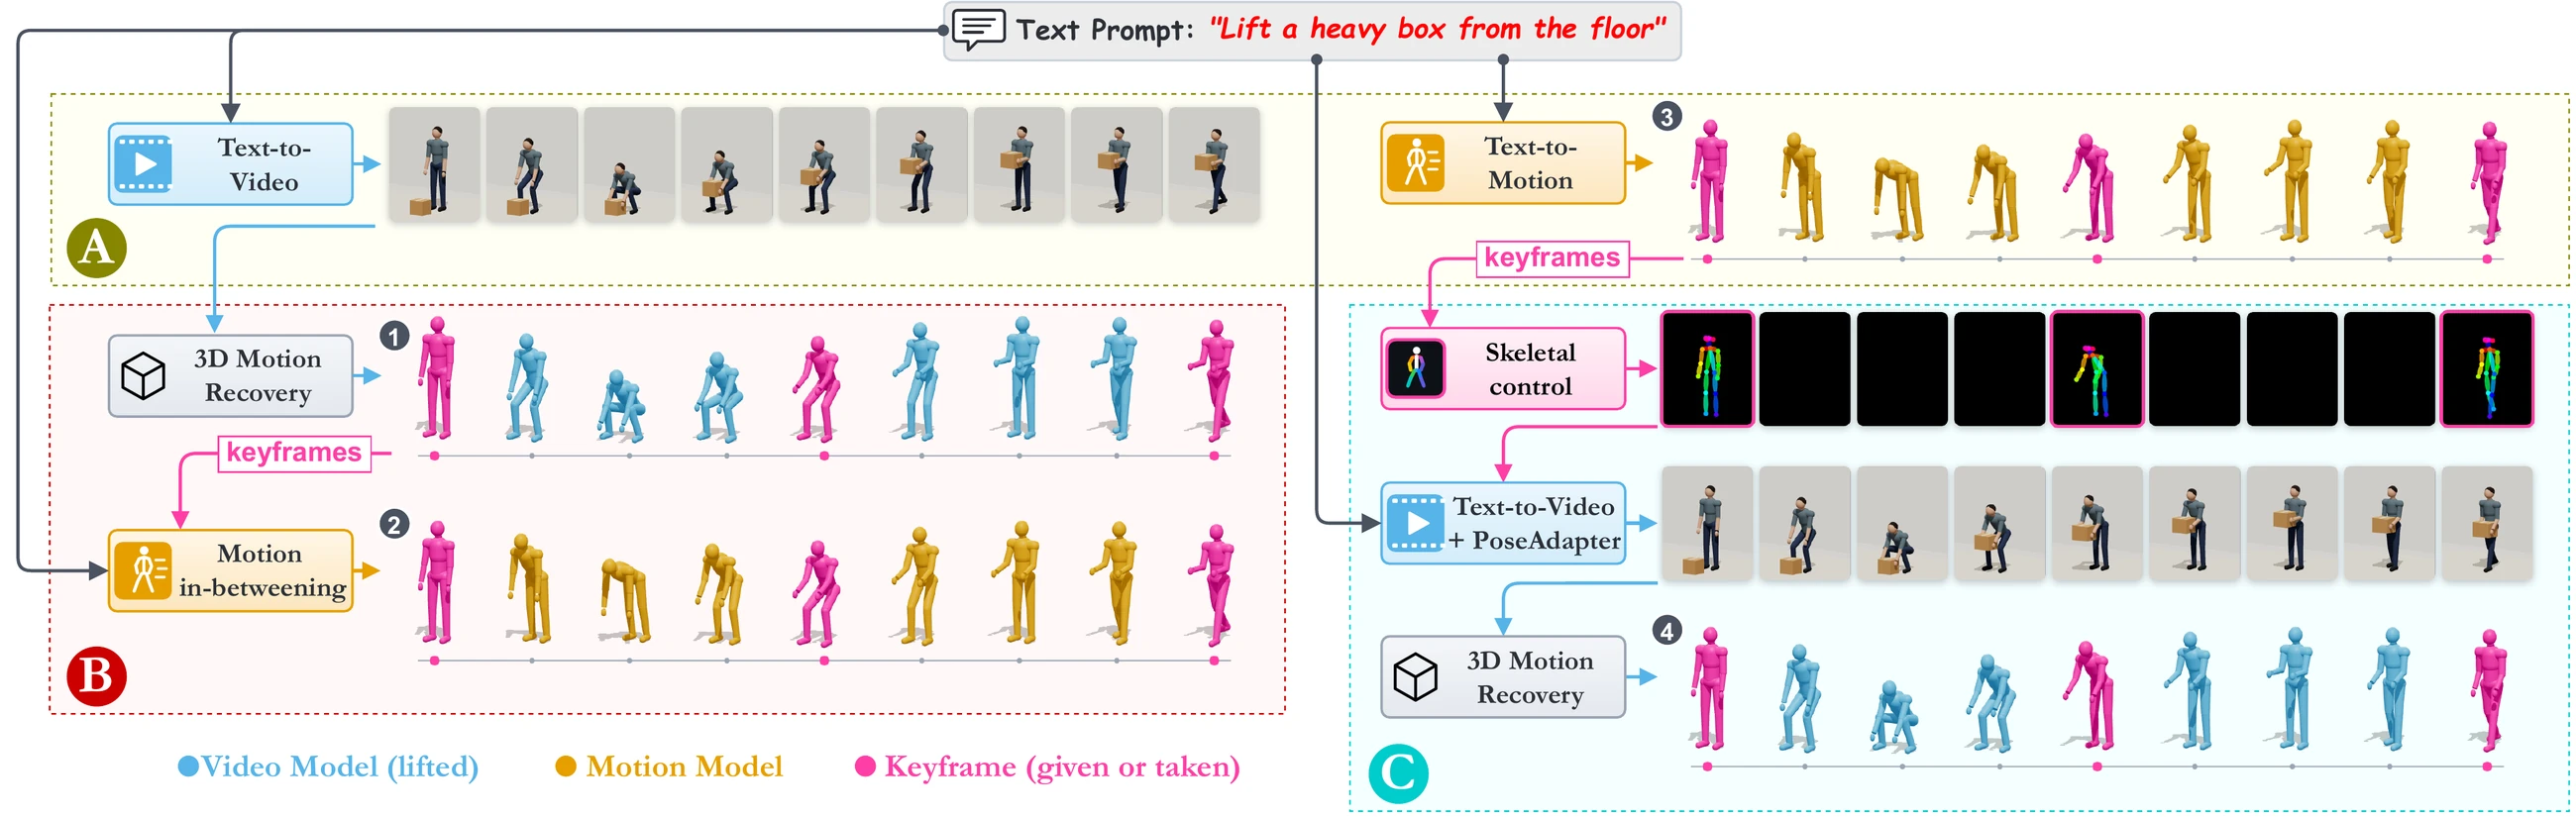 Text Prompt: "Lift a heavy box from the floor"
Text-to-
Video
A
Text-to-
Motion
3
keyframes
3D Motion
Recovery
1
keyframes
Motion
in-betweening
2
B
Skeletal
control
Text-to-Video
+ PoseAdapter
3D Motion
Recovery
4
C
Video Model (lifted)
Motion Model
Keyframe (given or taken)